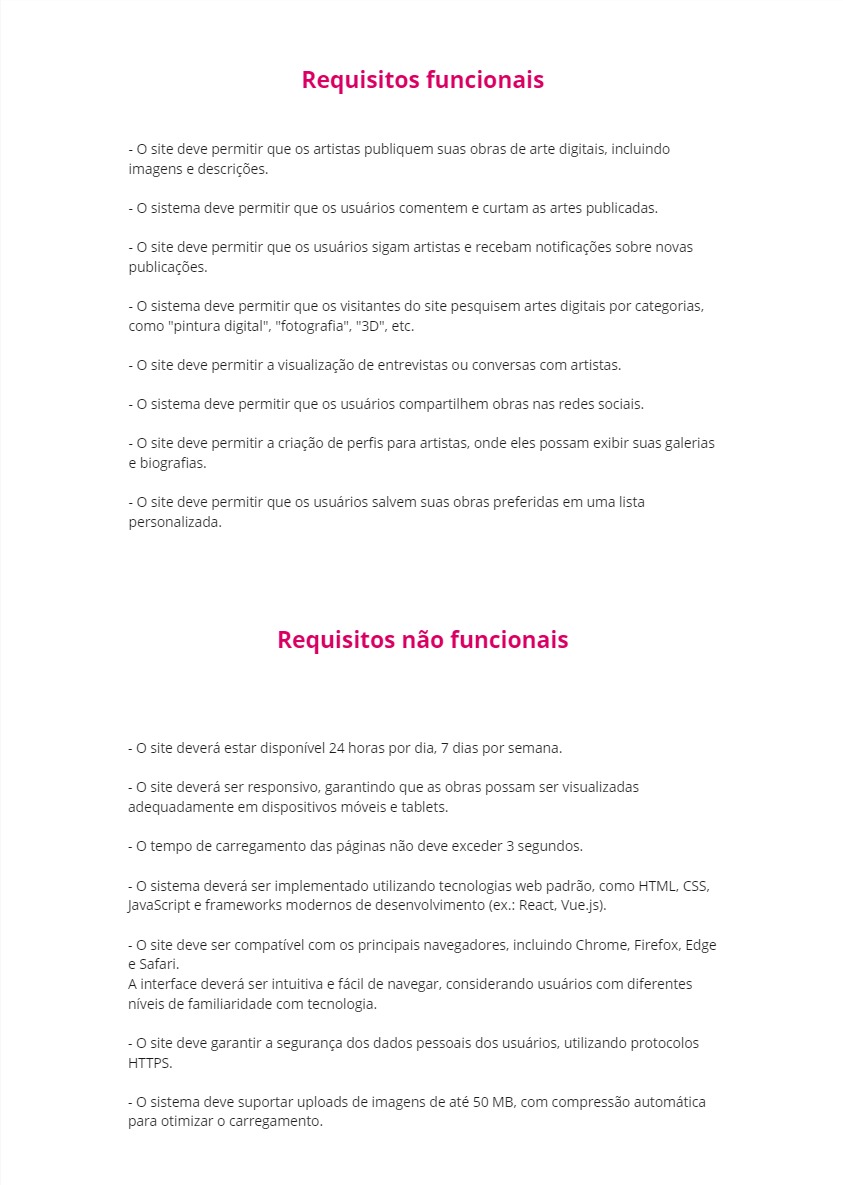 Requisitos funcionais
- O site deve permitir que os artistas publiquem suas obras de arte digitais, incluindo
imagens e descrições.
- O sistema deve permitir que os usuários comentem e curtam as artes publicadas.
- O site deve permitir que os usuários sigam artistas e recebam notificações sobre novas
publicações.
- O sistema deve permitir que os visitantes do site pesquisem artes digitais por categorias,
como "pintura digital", "fotografia", "3D", etc.
- O site deve permitir a visualização de entrevistas ou conversas com artistas.
- O sistema deve permitir que os usuários compartilhem obras nas redes sociais.
- O site deve permitir a criação de perfis para artistas, onde eles possam exibir suas galerias
e biografias.
- O site deve permitir que os usuários salvem suas obras preferidas em uma lista
personalizada.
Requisitos não funcionais
- O site deverá estar disponível 24 horas por dia, 7 dias por semana.
- O site deverá ser responsivo, garantindo que as obras possam ser visualizadas
adequadamente em dispositivos móveis e tablets.
- O tempo de carregamento das páginas não deve exceder 3 segundos.
- O sistema deverá ser implementado utilizando tecnologias web padrão, como HTML, CSS,
JavaScript e frameworks modernos de desenvolvimento (ex.: React, Vue.js).
- O site deve ser compatível com os principais navegadores, incluindo Chrome, Firefox, Edge
e Safari.
A interface deverá ser intuitiva e fácil de navegar, considerando usuários com diferentes
níveis de familiaridade com tecnologia.
- O site deve garantir a segurança dos dados pessoais dos usuários, utilizando protocolos
HTTPS.
- O sistema deve suportar uploads de imagens de até 50 MB, com compressão automática
para otimizar o carregamento.